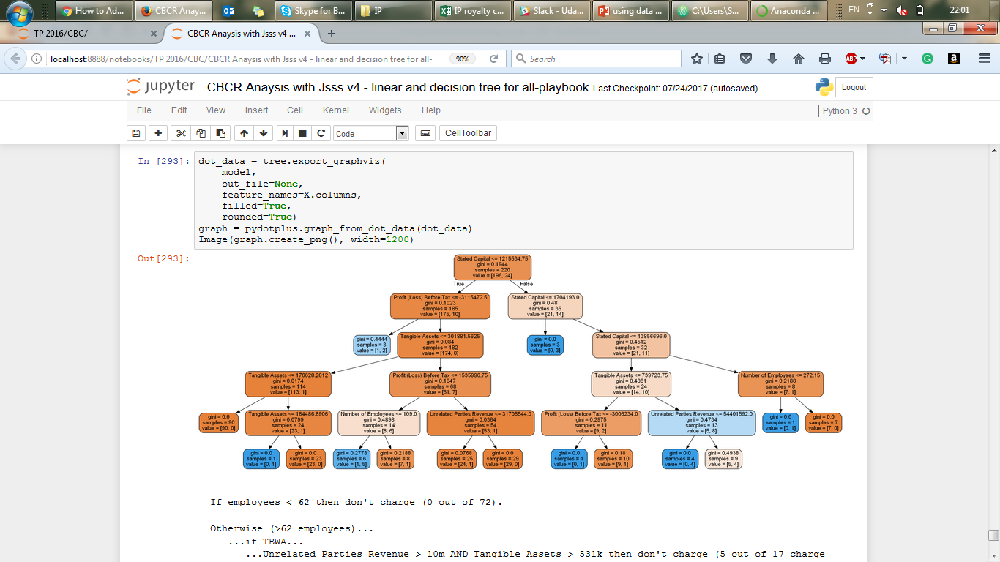 How to Ad...
CBCR Anay...
Skype for B...
IP
IP royalty c...
Slack - Uda...
using data ...
C:\Users\S...
Anaconda ...
EN
22:01
TP 2016/CBC/
CBCR Anaysis with Jsss v4 ...
localhost:8888/notebooks/TP 2016/CBC/CBCR Anaysis with Jsss v4 - linear and decision tree for all-
90%
Search
ABP
jupyter CBCR Anaysis with Jsss v4 - linear and decision tree for all-playbook Last Checkpoint: 07/24/2017 (autosaved)
Logout
File Edit View Insert Cell Kernel Widgets Help
Python 3
Code
CellToolbar
In [293]: dot_data = tree.export_graphviz(
model,
out_file=None,
feature_names=X.columns,
filled=True,
rounded=True)
graph = pydotplus.graph_from_dot_data(dot_data)
Image(graph.create_png(), width=1200)
Out[293]:
Stated Capital <= 1215534.75
gini = 0.1944
samples = 220
value = [196, 24]
True
False
Profit (Loss) Before Tax <= -3115472.5
gini = 0.1023
samples = 185
value = [175, 10]
Stated Capital <= 1704193.0
gini = 0.48
samples = 35
value = [21, 14]
gini = 0.4444
samples = 3
value = [1, 2]
Tangible Assets <= 301881.5625
gini = 0.084
samples = 182
value = [174, 8]
gini = 0.0
samples = 3
value = [0, 3]
Stated Capital <= 13856696.0
gini = 0.4512
samples = 32
value = [21, 11]
Tangible Assets <= 176628.2812
gini = 0.0174
samples = 114
value = [113, 1]
Profit (Loss) Before Tax <= 1535996.75
gini = 0.1847
samples = 68
value = [61, 7]
Tangible Assets <= 739723.75
gini = 0.4861
samples = 24
value = [14, 10]
Number of Employees <= 272.15
gini = 0.2188
samples = 8
value = [7, 1]
gini = 0.0
samples = 90
value = [90, 0]
Tangible Assets <= 184486.8906
gini = 0.0799
samples = 24
value = [23, 1]
Number of Employees <= 109.0
gini = 0.4898
samples = 14
value = [8, 6]
Unrelated Parties Revenue <= 31705544.0
gini = 0.0364
samples = 54
value = [53, 1]
Profit (Loss) Before Tax <= -3006234.0
gini = 0.2975
samples = 11
value = [9, 2]
Unrelated Parties Revenue <= 54401592.0
gini = 0.4734
samples = 13
value = [5, 8]
gini = 0.0
samples = 1
value = [0, 1]
gini = 0.0
samples = 7
value = [7, 0]
gini = 0.0
samples = 1
value = [0, 1]
gini = 0.0
samples = 23
value = [23, 0]
gini = 0.2778
samples = 6
value = [1, 5]
gini = 0.2188
samples = 8
value = [7, 1]
gini = 0.0768
samples = 25
value = [24, 1]
gini = 0.0
samples = 29
value = [29, 0]
gini = 0.0
samples = 1
value = [0, 1]
gini = 0.18
samples = 10
value = [9, 1]
gini = 0.0
samples = 4
value = [0, 4]
gini = 0.4938
samples = 9
value = [5, 4]
If employees < 62 then don't charge (0 out of 72).
Otherwise (>62 employees)...
...if TBWA...
...Unrelated Parties Revenue > 10m AND Tangible Assets > 531k then don't charge (5 out of 17 charge